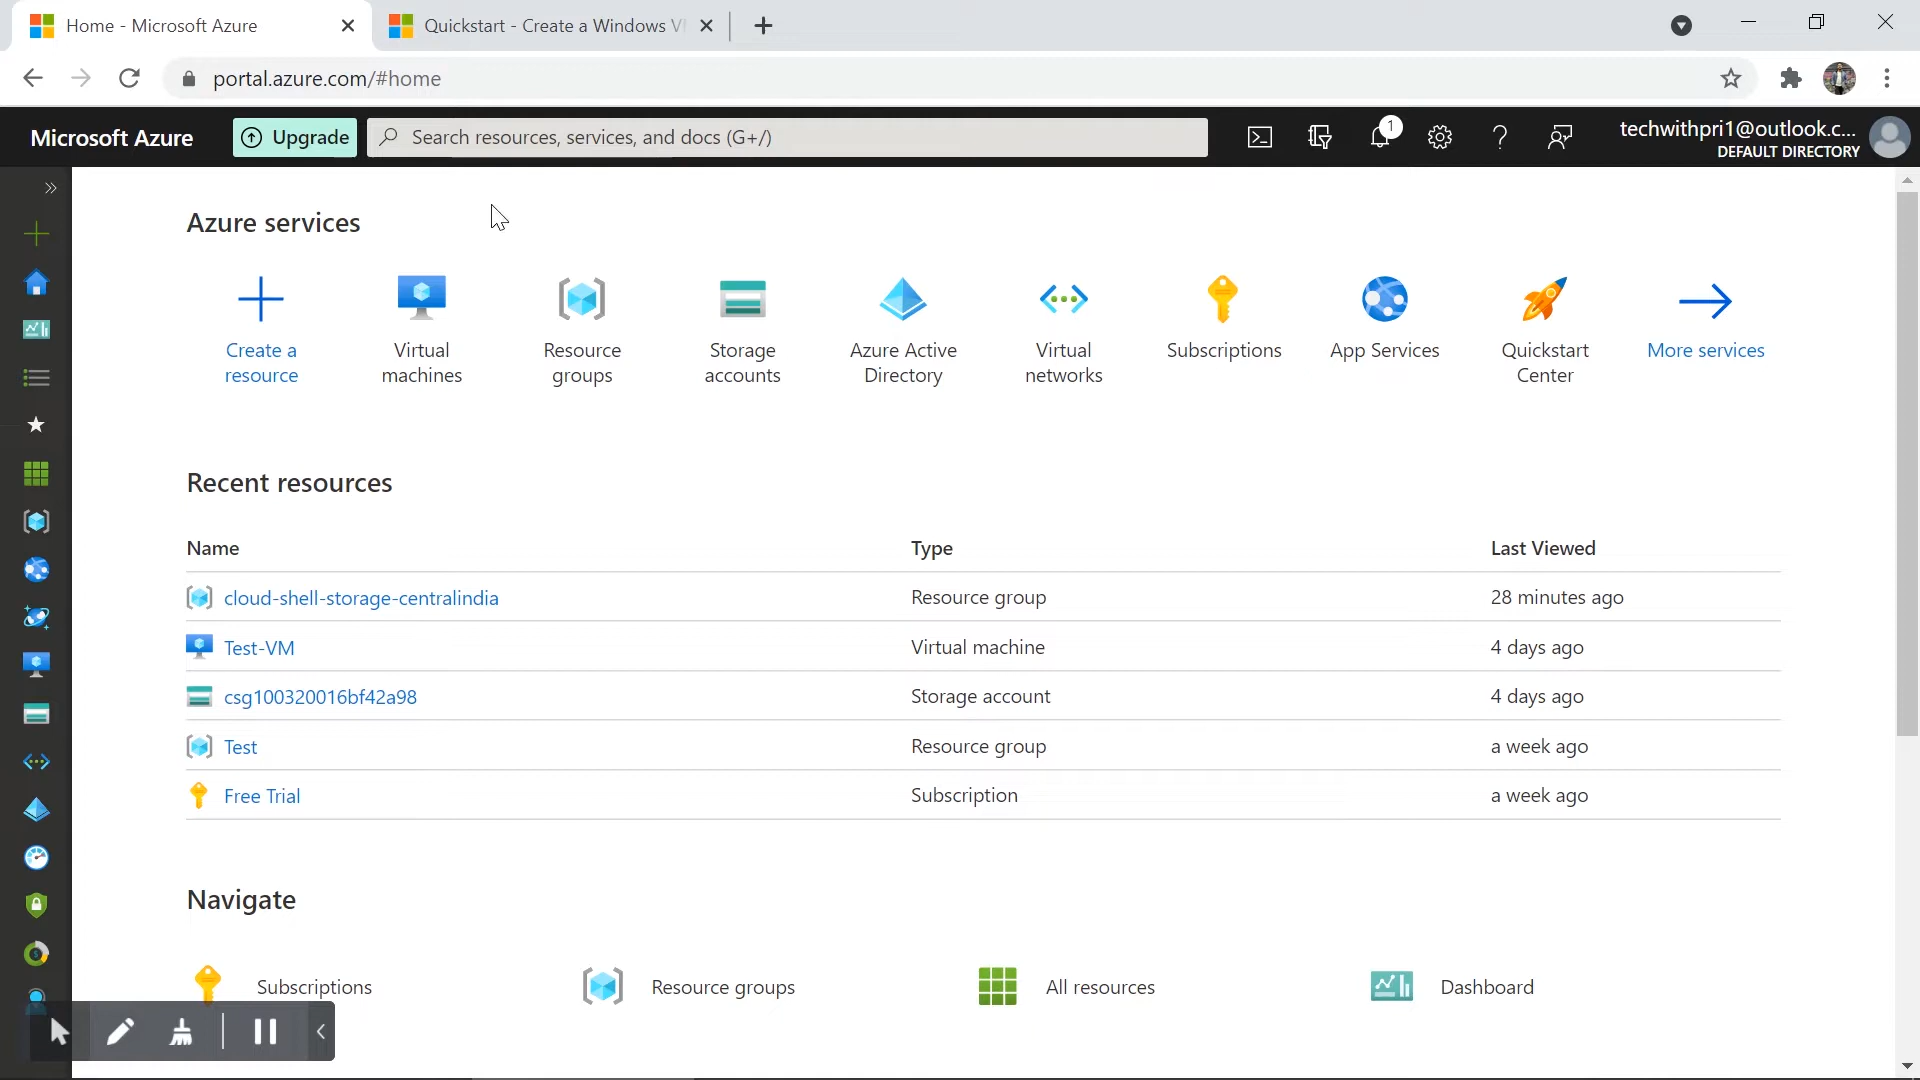 Home - Microsoft Azure
Quickstart - Create a Windows V
portal.azure.com/#home
Microsoft Azure
Upgrade
Search resources, services, and docs (G+/)
1
techwithpri1@outlook.c...
DEFAULT DIRECTORY
Azure services
Create a
resource
Virtual
machines
Resource
groups
Storage
accounts
Azure Active
Directory
Virtual
networks
Subscriptions
App Services
Quickstart
Center
More services
Recent resources
Name Type Last Viewed
cloud-shell-storage-centralindia Resource group 28 minutes ago
Test-VM Virtual machine 4 days ago
csg100320016bf42a98 Storage account 4 days ago
Test Resource group a week ago
Free Trial Subscription a week ago
Navigate
Subscriptions Resource groups All resources Dashboard